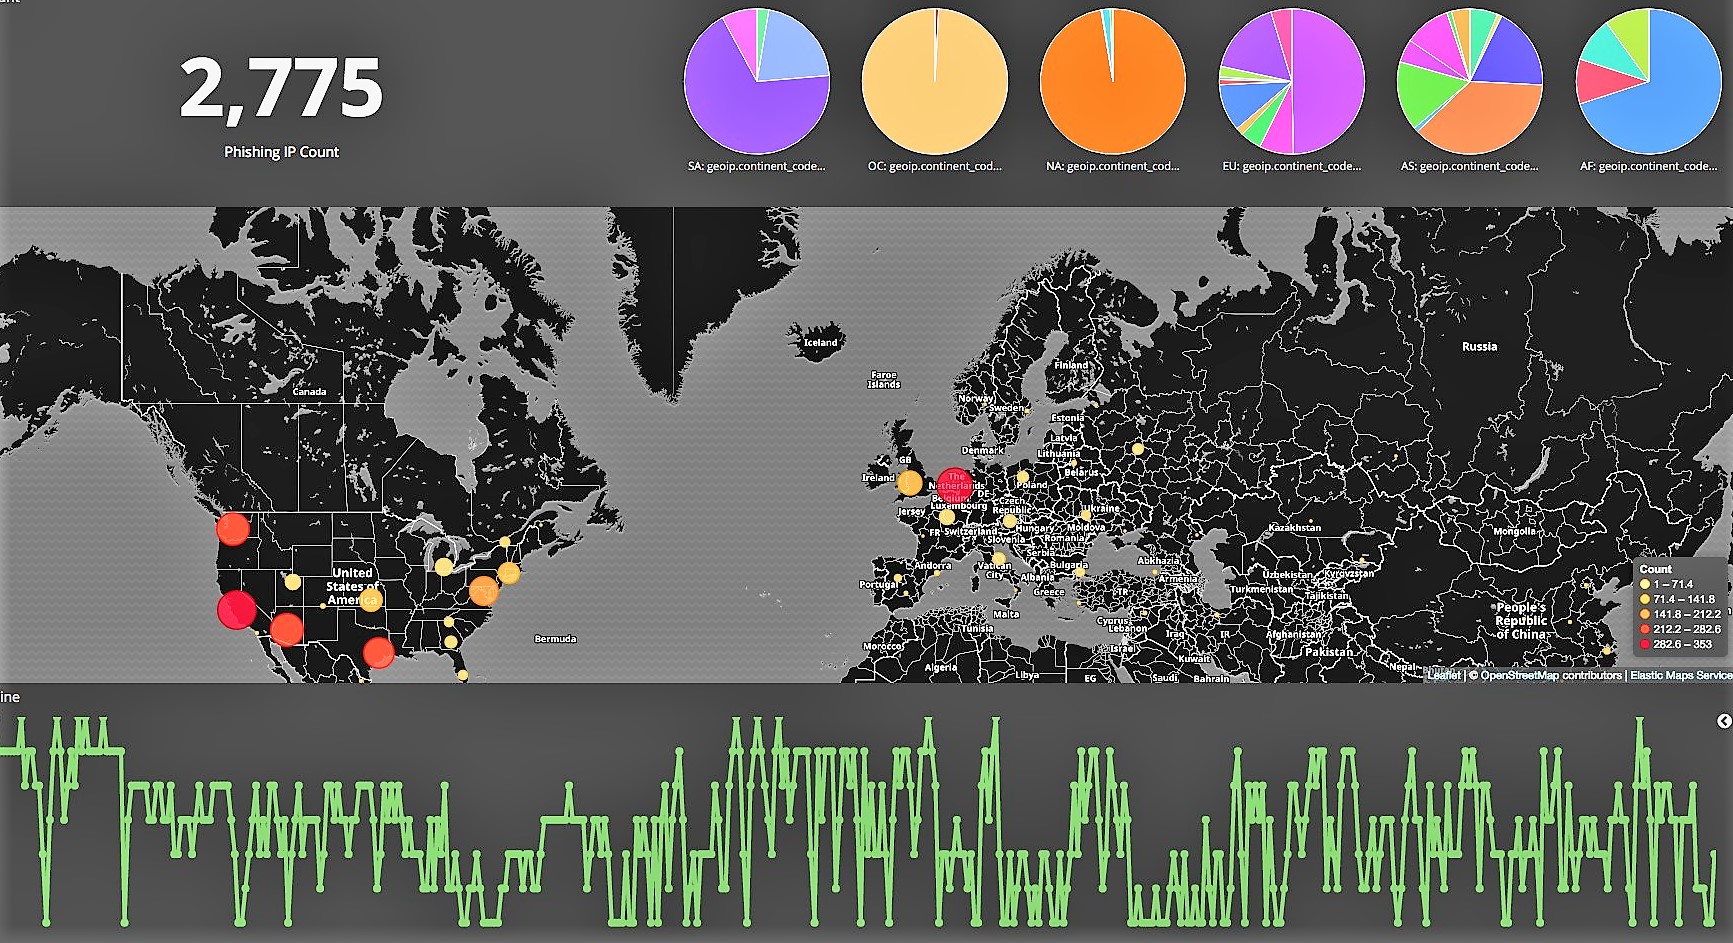 2,775
Phishing IP Count
SA: geoip.continent_code...
OC: geoip.continent_cod...
NA: geoip.continent_cod...
EU: geoip.continent_code...
AS: geoip.continent_code...
AF: geoip.continent_code...
Iceland
Russia
Faroe
Islands
Finland
Canada
Norway
Sweden
Estonia
Latvia
Denmark
Lithuania
GB
Ireland
Belarus
The
Netherlands
Poland
DE
Belgium
Luxembourg
Czech
Republic
Jersey
Ukraine
FR
Switzerland
Hungary
Moldova
Slovenia
Romania
Kazakhstan
Mongolia
Serbia
Andorra
Vatican
City
Bulgaria
Abkhazia
United
States of
America
Portugal
Albania
Armenia
Uzbekistan
Kyrgyzstan
Greece
TR
Turkmenistan
Tajikistan
Malta
Cyprus
Lebanon
People's
Republic
of China
Tunisia
Bermuda
Morocco
Israel
Iraq
IR
Afghanistan
Pakistan
Kuwait
Algeria
Libya
EG
Saudi
Bahrain
Nepal
Bhutan
Count
1 – 71.4
71.4 – 141.8
141.8 – 212.2
212.2 – 282.6
282.6 – 353
Leaflet | © OpenStreetMap contributors | Elastic Maps Service
ine